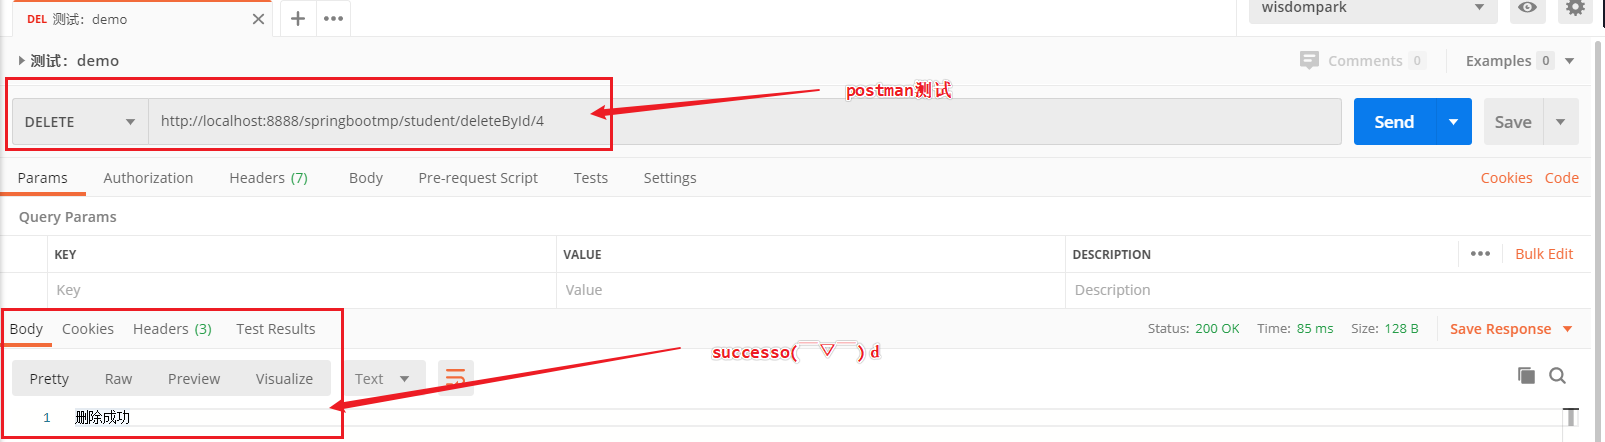 DEL 测试：demo
wisdompark
测试：demo
Comments 0
Examples 0
postman测试
DELETE
http://localhost:8888/springbootmp/student/deleteById/4
Send
Save
Params Authorization Headers (7) Body Pre-request Script Tests Settings
Cookies Code
Query Params
KEY VALUE DESCRIPTION
Bulk Edit
Key Value Description
Body Cookies Headers (3) Test Results
Status: 200 OK Time: 85 ms Size: 128 B
Save Response
successo(￣▽￣)d
Pretty Raw Preview Visualize
Text
1 删除成功